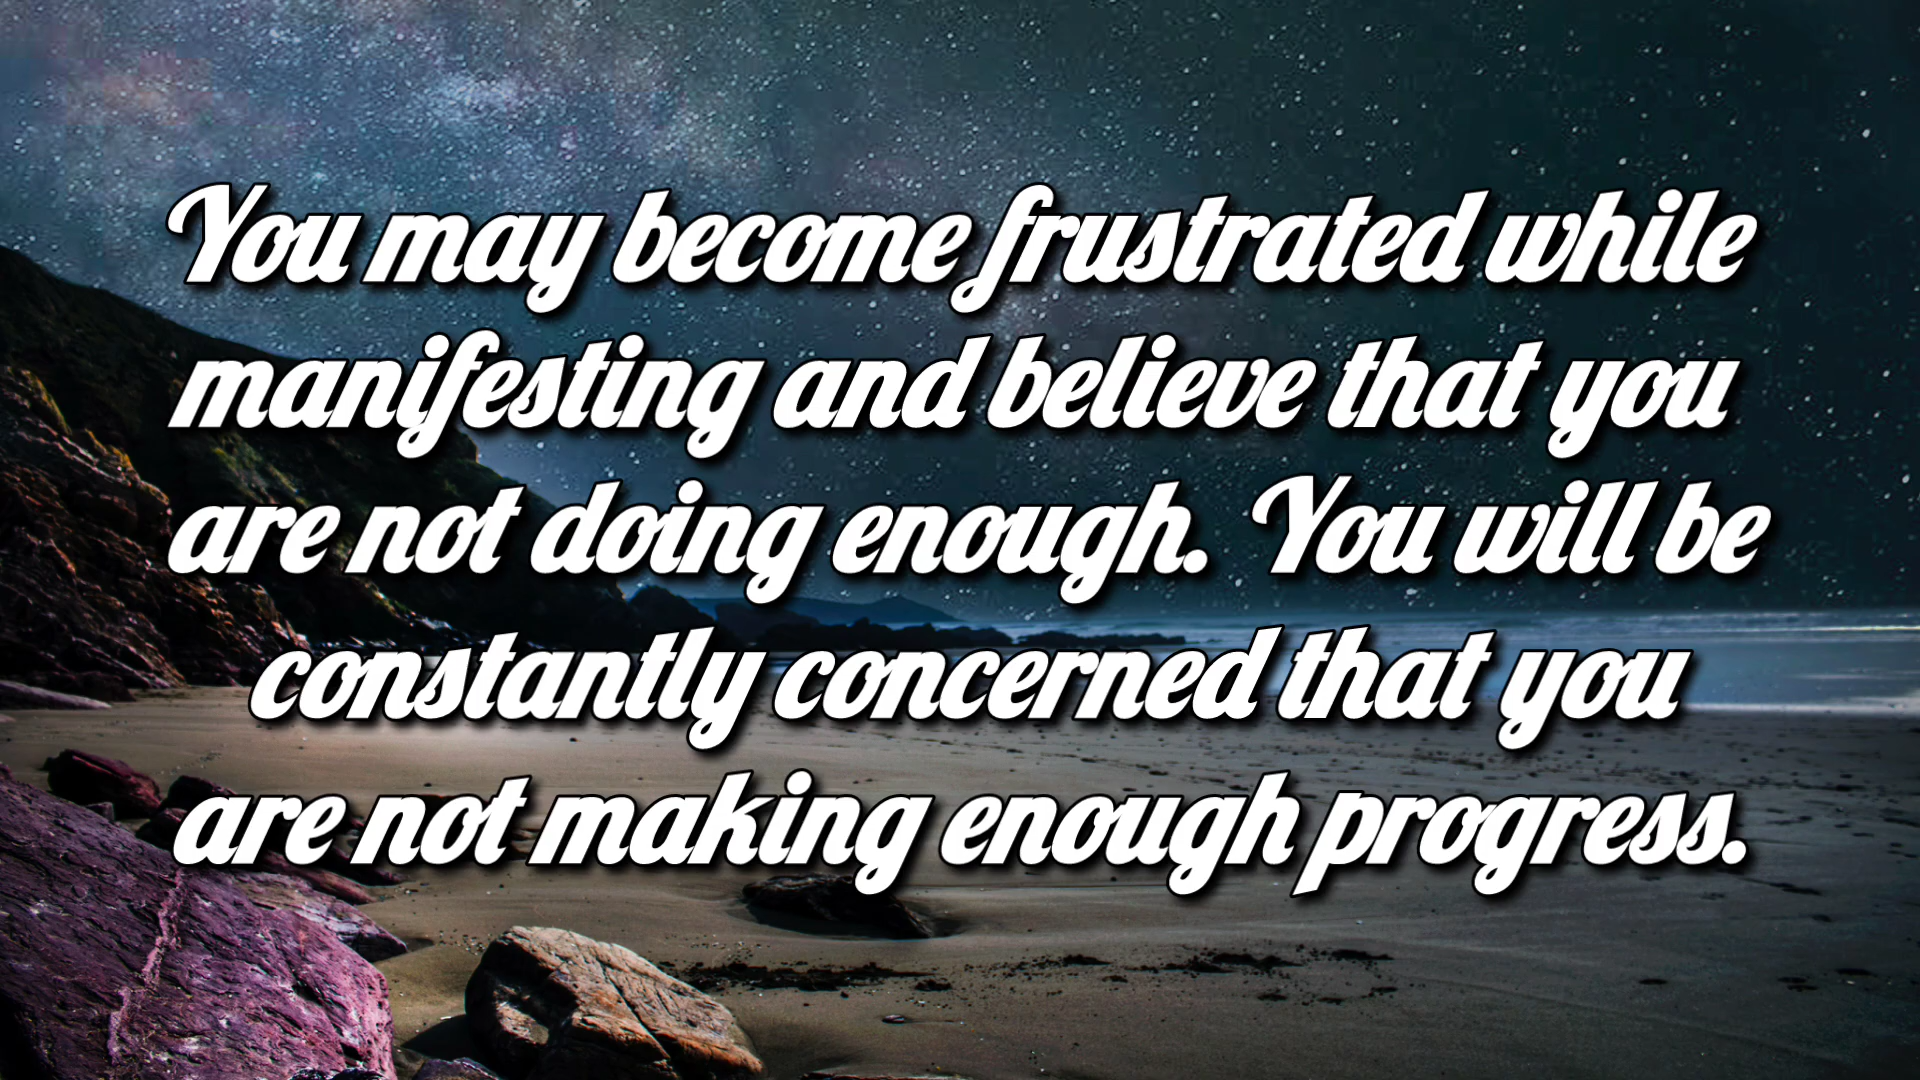 You may become frustrated while
manifesting and believe that you
are not doing enough. You will be
constantly concerned that you
are not making enough progress.